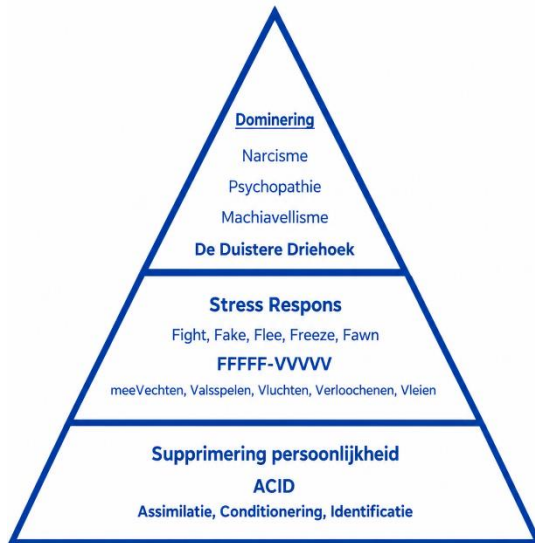 Dominering
Narcisme
Psychopathie
Machiavellisme
De Duistere Driehoek
Stress Respons
Fight, Fake, Flee, Freeze, Fawn
FFFFF-VVVVV
meeVechten, Valsspelen, Vluchten, Verloochenen, Vleien
Supprimering persoonlijkheid
ACID
Assimilatie, Conditionering, Identificatie